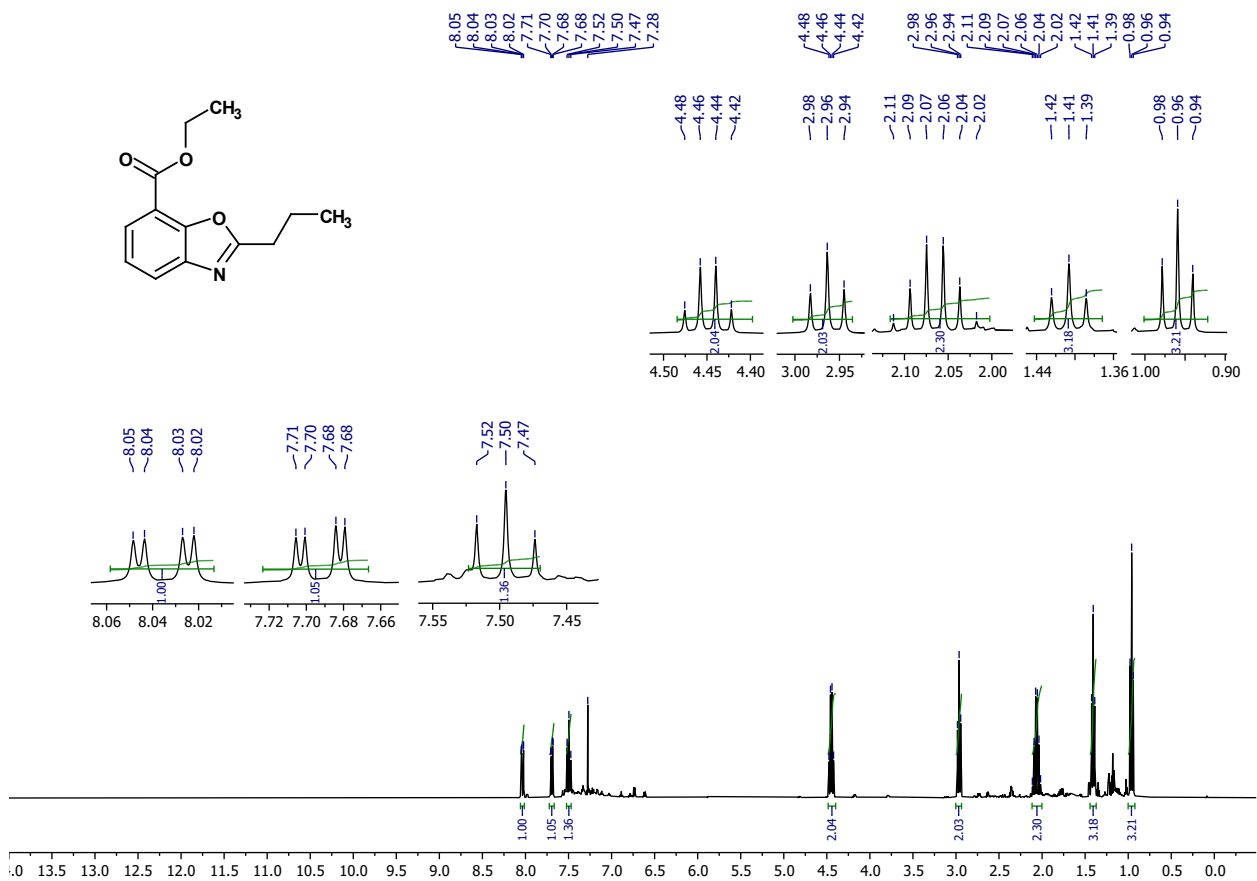 8.05 8.04 8.03 8.02 7.71 7.70 7.68 7.68 7.52 7.50 7.47 7.28 4.48 4.46 4.44 4.42 2.98 2.96 2.94 2.11 2.09 2.07 2.06 2.04 2.02 1.42 1.41 1.39 0.98 0.96 0.94
4.48 4.46 4.44 4.42 2.98 2.96 2.94 2.11 2.09 2.07 2.06 2.04 2.02 1.42 1.41 1.39 0.98 0.96 0.94
CH3
O
O
O
CH3
N
2.04 2.03 2.30 3.18 3.21
4.50 4.45 4.40 3.00 2.95 2.10 2.05 2.00 1.44 1.36 1.00 0.90
8.05 8.04 8.03 8.02 7.71 7.70 7.68 7.68 7.52 7.50 7.47
1.00 1.05 1.36
8.06 8.04 8.02 7.72 7.70 7.68 7.66 7.55 7.50 7.45
1.00 1.05 1.36 2.04 2.03 2.30 3.18 3.21
.0 13.5 13.0 12.5 12.0 11.5 11.0 10.5 10.0 9.5 9.0 8.5 8.0 7.5 7.0 6.5 6.0 5.5 5.0 4.5 4.0 3.5 3.0 2.5 2.0 1.5 1.0 0.5 0.0